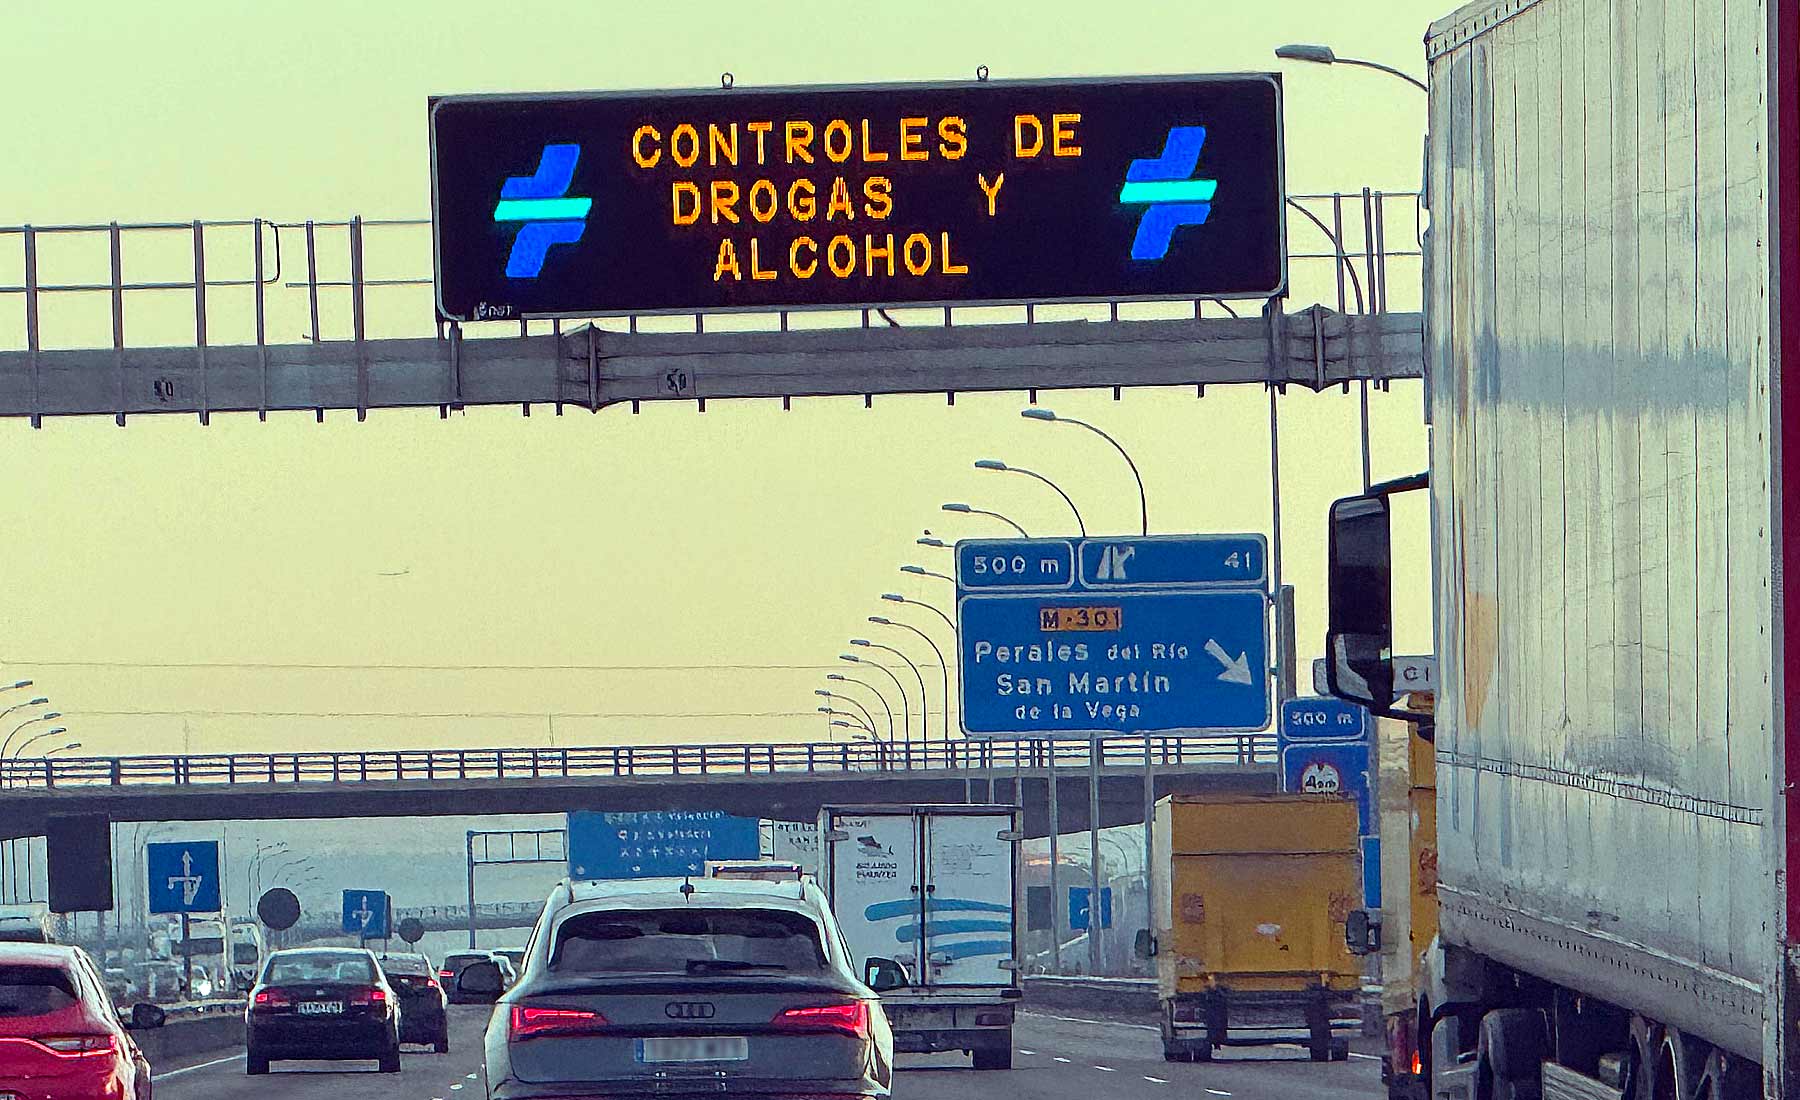 CONTROLES DE
DROGAS Y
ALCOHOL
500 m
41
M-301
Perales del Río
San Martín
de la Vega
500 m